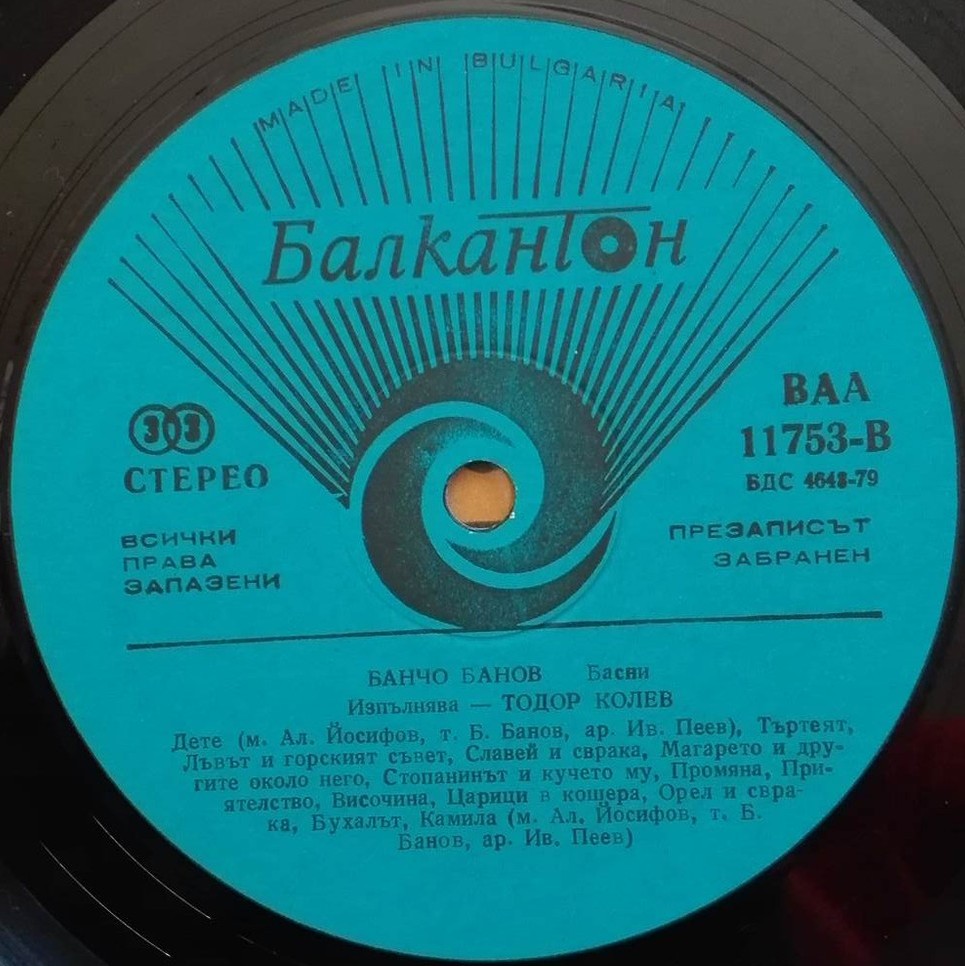 MADE IN BULGARIA
Балкантон
33
СТЕРЕО
ВСИЧКИ
ПРАВА
ЗАПАЗЕНИ
ВАА
11753-В
БДС 4648-79
ПРЕЗАПИСЪТ
ЗАБРАНЕН
БАНЧО БАНОВ Басни
Изпълнява — ТОДОР КОЛЕВ
Дете (м. Ал. Йосифов, т. Б. Банов, ар. Ив. Пеев), Търтеят,
Лъвът и горският съвет, Славей и сврака, Магарето и дру-
гите около него, Стопанинът и кучето му, Промяна, При-
ятелство, Височина, Царици в кошера, Орел и свра-
ка, Бухалът, Камила (м. Ал. Йосифов, т. Б.
Банов, ар. Ив. Пеев)